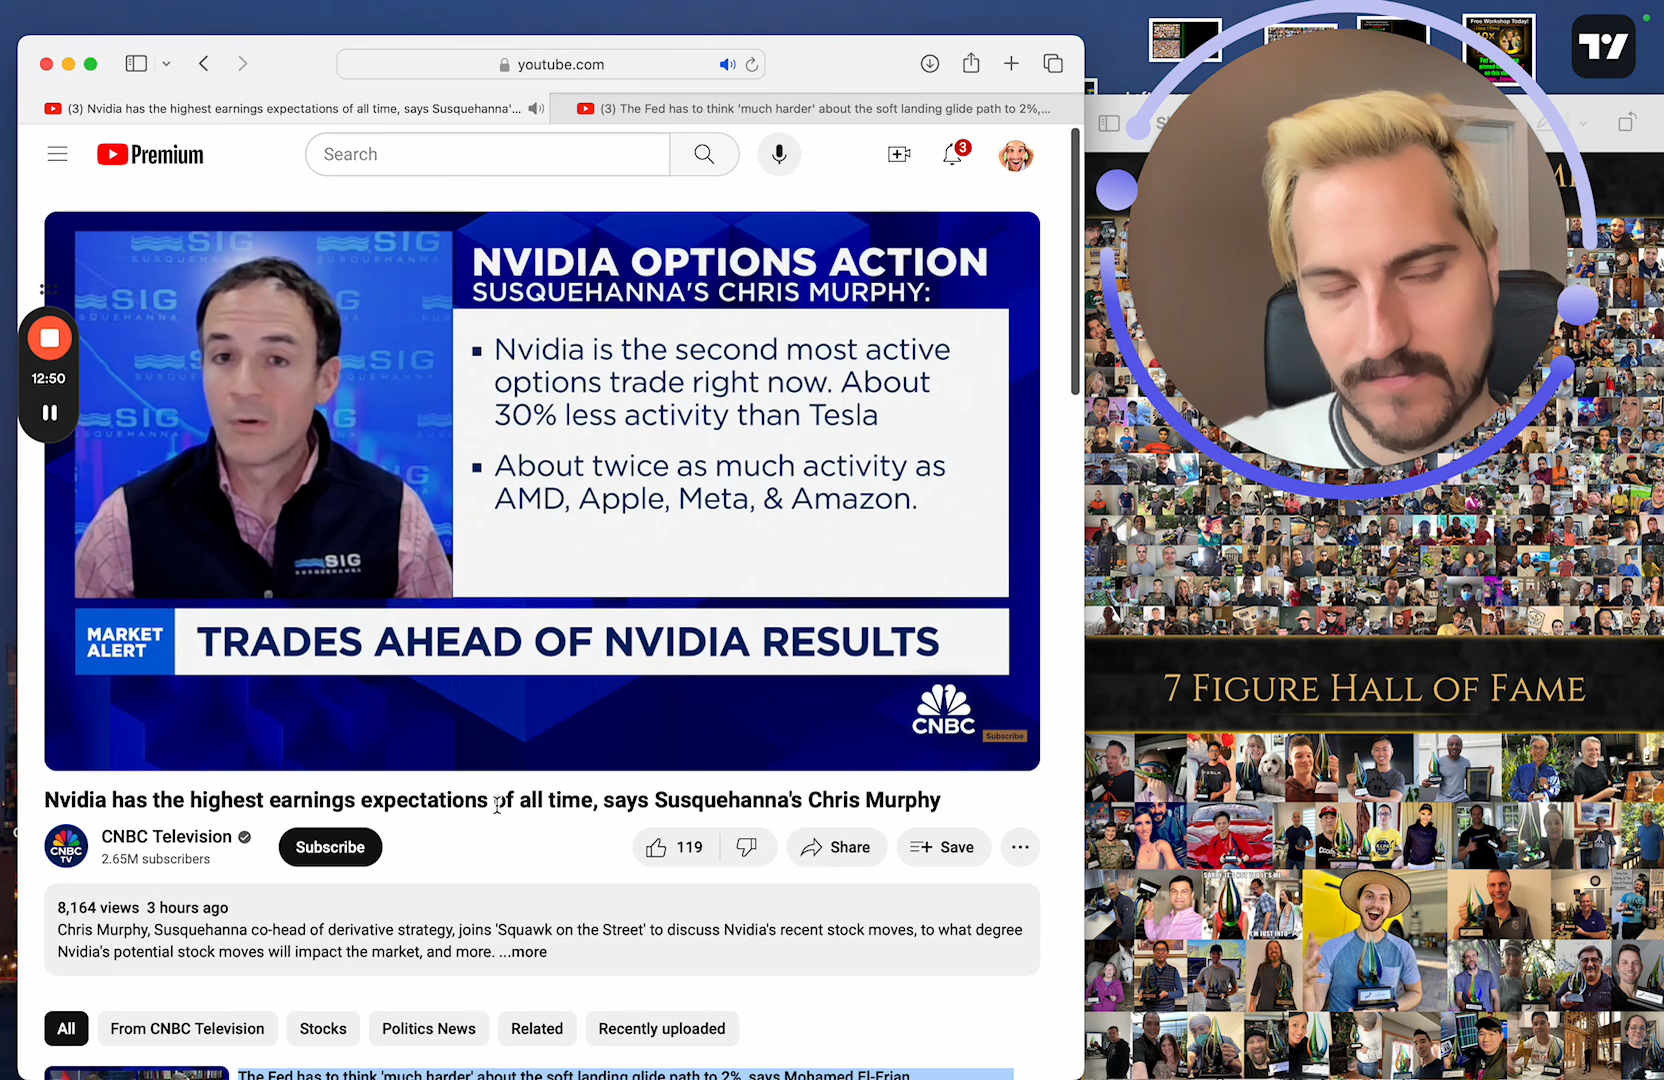 youtube.com
(3) Nvidia has the highest earnings expectations of all time, says Susquehanna'...
(3) The Fed has to think 'much harder' about the soft landing glide path to 2%,...
Premium
Search
3
SIG
SUSQUEHANNA
NVIDIA OPTIONS ACTION
SUSQUEHANNA'S CHRIS MURPHY:
Nvidia is the second most active
options trade right now. About
30% less activity than Tesla
About twice as much activity as
AMD, Apple, Meta, & Amazon.
SIG
SUSQUEHANNA
12:50
MARKET
ALERT
TRADES AHEAD OF NVIDIA RESULTS
CNBC
Subscribe
Nvidia has the highest earnings expectations of all time, says Susquehanna's Chris Murphy
CNBC
TV
CNBC Television
2.65M subscribers
Subscribe
119
Share
Save
8,164 views 3 hours ago
Chris Murphy, Susquehanna co-head of derivative strategy, joins 'Squawk on the Street' to discuss Nvidia's recent stock moves, to what degree
Nvidia's potential stock moves will impact the market, and more. ...more
All
From CNBC Television
Stocks
Politics News
Related
Recently uploaded
The Fed has to think 'much harder' about the soft landing glide path to 2%, says Mohamed El-Erian
Free Workshop Today!
7 FIGURE HALL OF FAME